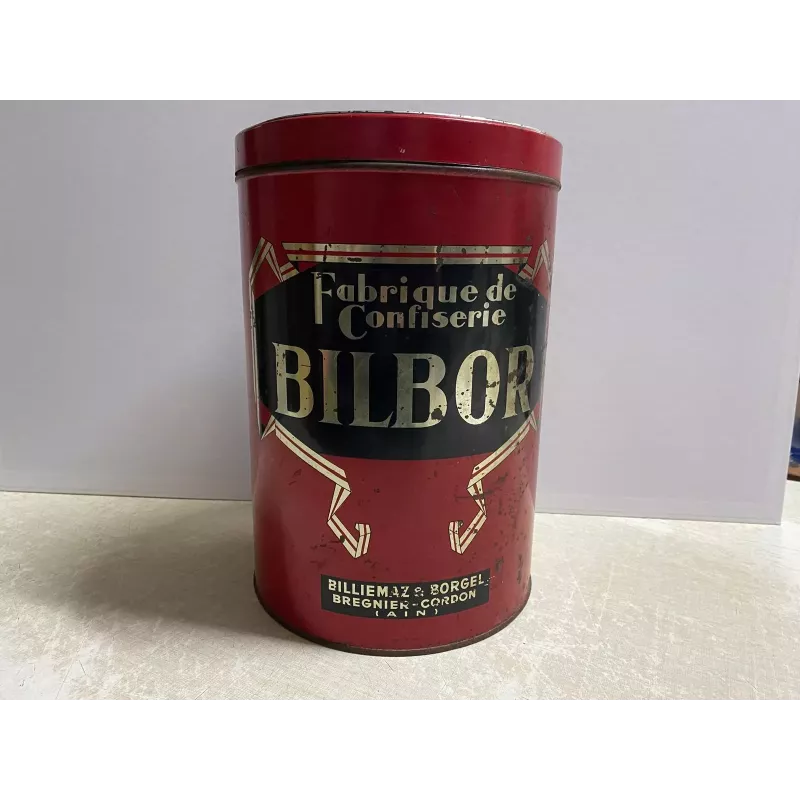 Fabrique de
Confiserie
BILBOR
BILLIEMAZ & BORGEL
BREGNIER-CORDON
(AIN)